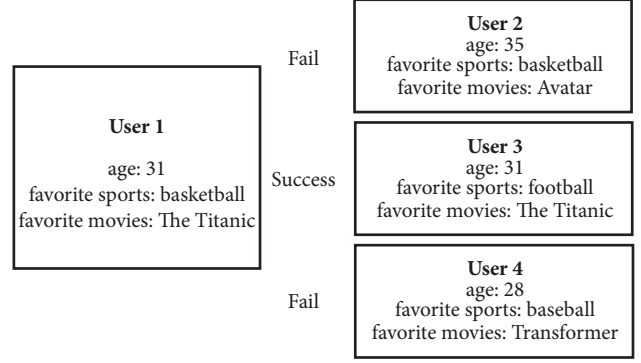 User 1
age: 31
favorite sports: basketball
favorite movies: The Titanic
Fail
Success
Fail
User 2
age: 35
favorite sports: basketball
favorite movies: Avatar
User 3
age: 31
favorite sports: football
favorite movies: The Titanic
User 4
age: 28
favorite sports: baseball
favorite movies: Transformer